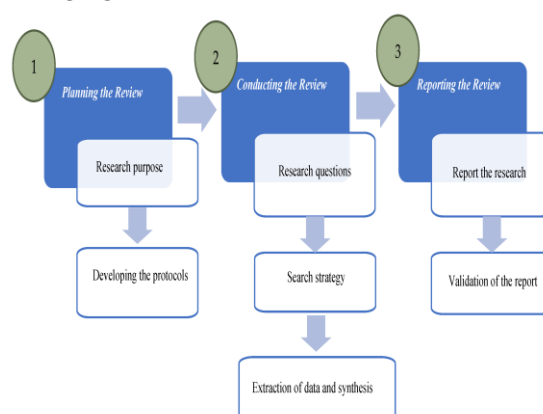 1
Planning the Review
Research purpose
Developing the protocols
2
Conducting the Review
Research questions
Search strategy
Extraction of data and synthesis
3
Reporting the Review
Report the research
Validation of the report